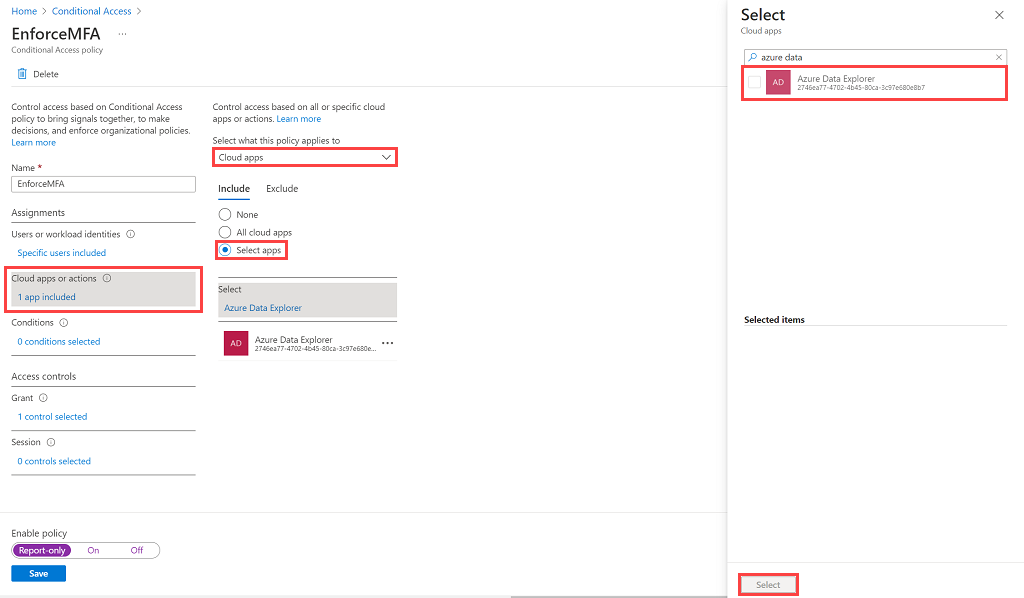 Home > Conditional Access >
EnforceMFA ...
Conditional Access policy
Delete
Control access based on Conditional Access
policy to bring signals together, to make
decisions, and enforce organizational policies.
Learn more
Name *
EnforceMFA
Assignments
Users or workload identities
Specific users included
Cloud apps or actions
1 app included
Conditions
0 conditions selected
Access controls
Grant
1 control selected
Session
0 controls selected
Enable policy
Report-only On Off
Save
Control access based on all or specific cloud
apps or actions. Learn more
Select what this policy applies to
Cloud apps
Include Exclude
None
All cloud apps
Select apps
Select
Azure Data Explorer
AD
Azure Data Explorer
2746ea77-4702-4b45-80ca-3c97e680e...
Select
Cloud apps
azure data
AD
Azure Data Explorer
2746ea77-4702-4b45-80ca-3c97e680e8b7
Selected items
Select